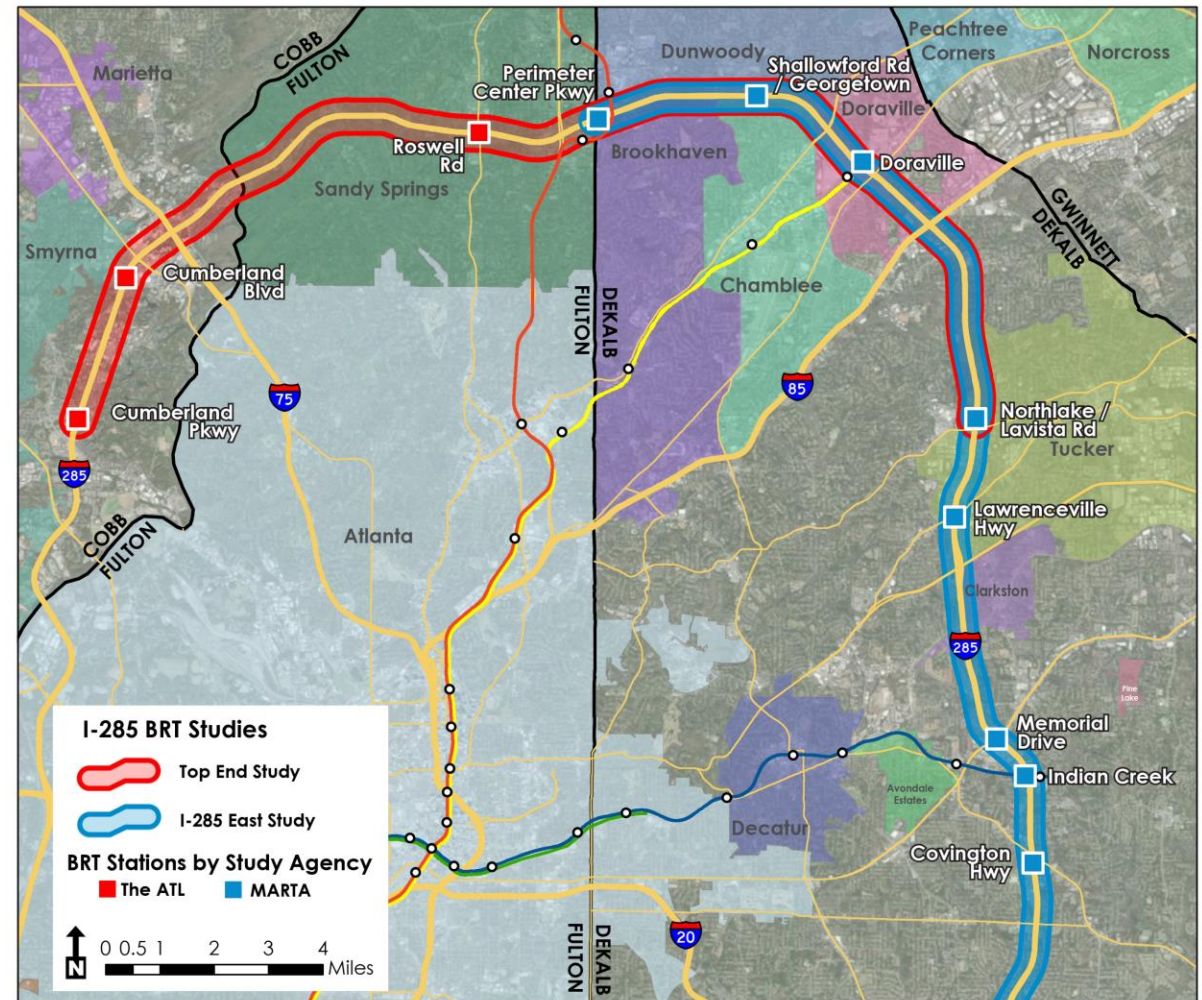 COBB
FULTON
Marietta
Dunwoody
Peachtree
Corners
Norcross
Perimeter
Center Pkwy
Shallowford Rd
/ Georgetown
Doraville
Roswell
Rd
Brookhaven
Doraville
Sandy Springs
GWINNETT
DEKALB
Smyrna
Cumberland
Blvd
Chamblee
DEKALB
FULTON
75
85
Cumberland
Pkwy
Northlake /
Lavista Rd
Tucker
285
Lawrenceville
Hwy
COBB
FULTON
Atlanta
Clarkston
285
Pine
Lake
Memorial
Drive
Indian Creek
Avondale
Estates
Decatur
Covington
Hwy
20
DEKALB
FULTON
I-285 BRT Studies
Top End Study
I-285 East Study
BRT Stations by Study Agency
The ATL
MARTA
N
0 0.5 1 2 3 4
Miles